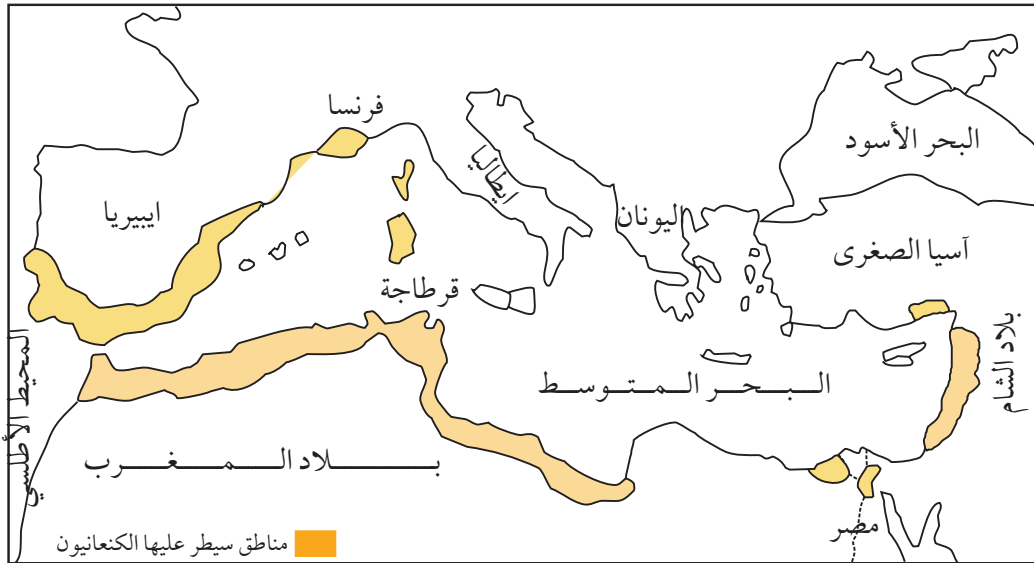 فرنسا
البحر الأسود
ايطاليا
ايبيريا
اليونان
آسيا الصغرى
قرطاجة
بلاد الشام
المحيط الأطلسي
البحر المتوسط
بلاد المغرب
مصر
مناطق سيطر عليها الكنعانيون